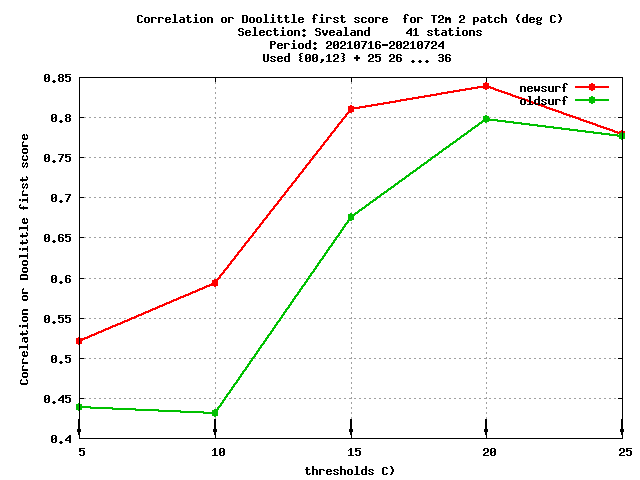 Correlation or Doolittle first score  for T2m 2 patch (deg C)
Selection: Svealand     41 stations
Period: 20210716-20210724
Used {00,12} + 25 26 ... 36
newsurf
oldsurf
Correlation or Doolittle first score
0.85
0.8
0.75
0.7
0.65
0.6
0.55
0.5
0.45
0.4
5 10 15 20 25
thresholds C)